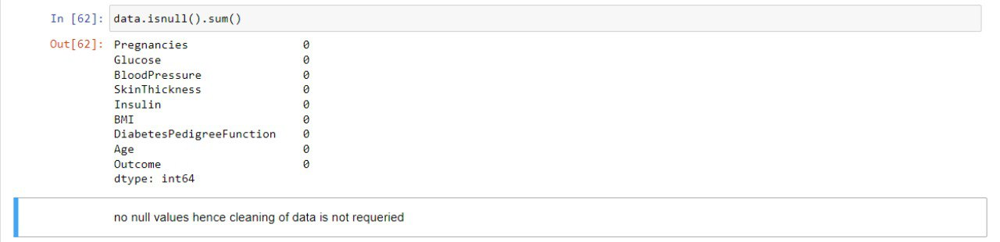 In [62]: data.isnull().sum()
Out[62]: Pregnancies 0
Glucose 0
BloodPressure 0
SkinThickness 0
Insulin 0
BMI 0
DiabetesPedigreeFunction 0
Age 0
Outcome 0
dtype: int64
no null values hence cleaning of data is not requeried